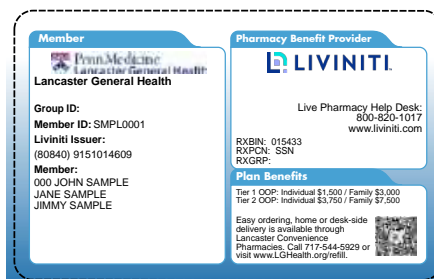 Member
Penn Medicine
Lancaster General Health
Lancaster General Health
Group ID:
Member ID: SMPL0001
Liviniti Issuer:
(80840) 9151014609
Member:
000 JOHN SAMPLE
JANE SAMPLE
JIMMY SAMPLE
Pharmacy Benefit Provider
LIVINITI
Live Pharmacy Help Desk:
800-820-1017
www.liviniti.com
RXBIN: 015433
RXPCN: SSN
RXGRP:
Plan Benefits
Tier 1 OOP: Individual $1,500 / Family $3,000
Tier 2 OOP: Individual $3,750 / Family $7,500
Easy ordering, home or desk-side
delivery is available through
Lancaster Convenience
Pharmacies. Call 717-544-5929 or
visit www.LGHealth.org/refill.